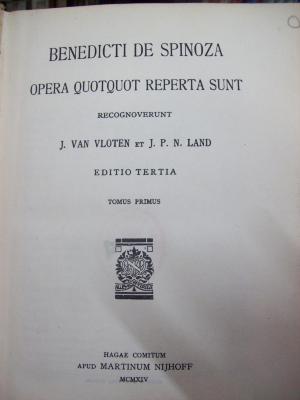 BENEDICTI DE SPINOZA
OPERA QUOTQUOT REPERTA SUNT
RECOGNOVERUNT
J. VAN VLOTEN ET J. P. N. LAND
EDITIO TERTIA
TOMUS PRIMUS
HAGAE COMITUM
APUD MARTINUM NIJHOFF
MCMXIV